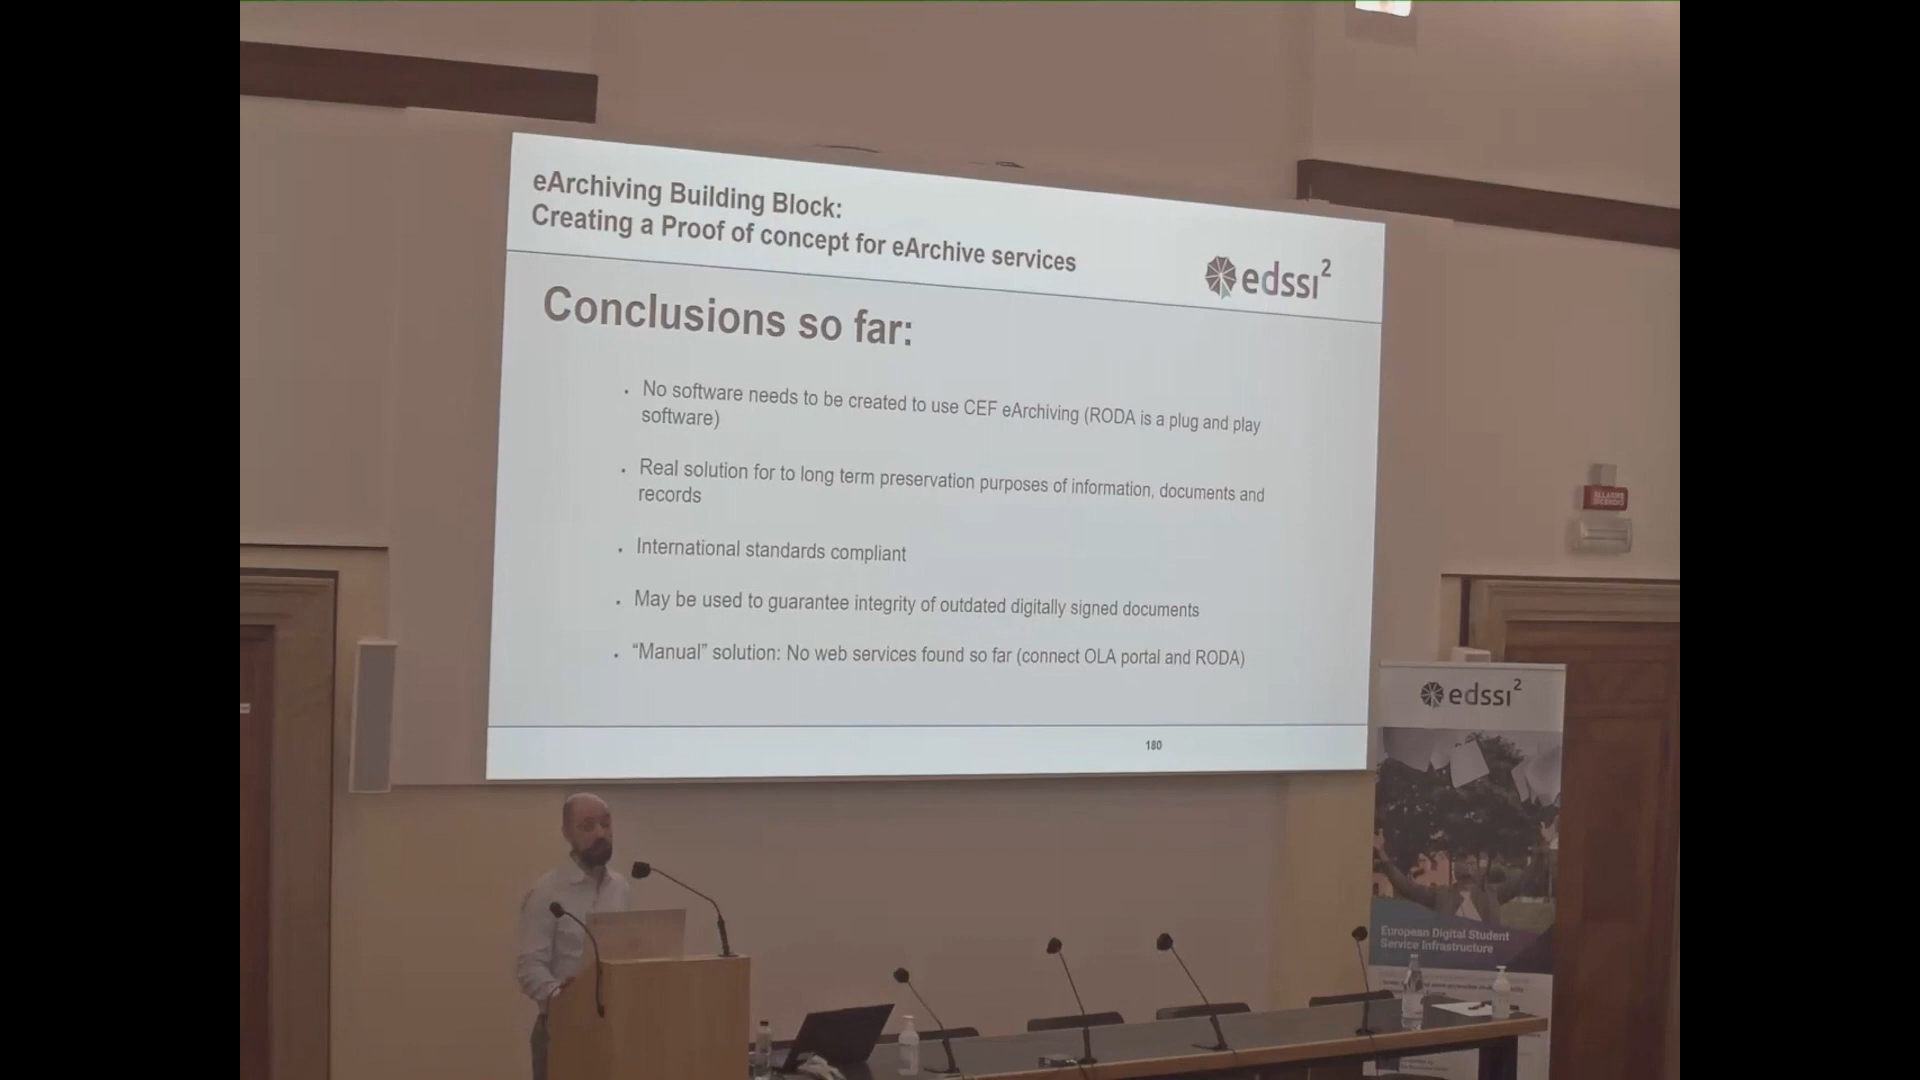 eArchiving Building Block:
Creating a Proof of concept for eArchive services
edssi²
Conclusions so far:
. No software needs to be created to use CEF eArchiving (RODA is a plug and play
software)
. Real solution for to long term preservation purposes of information, documents and
records
. International standards compliant
. May be used to guarantee integrity of outdated digitally signed documents
. “Manual” solution: No web services found so far (connect OLA portal and RODA)
180
ALLARME
INCENDIO
edssi²
European Digital Student
Service Infrastructure